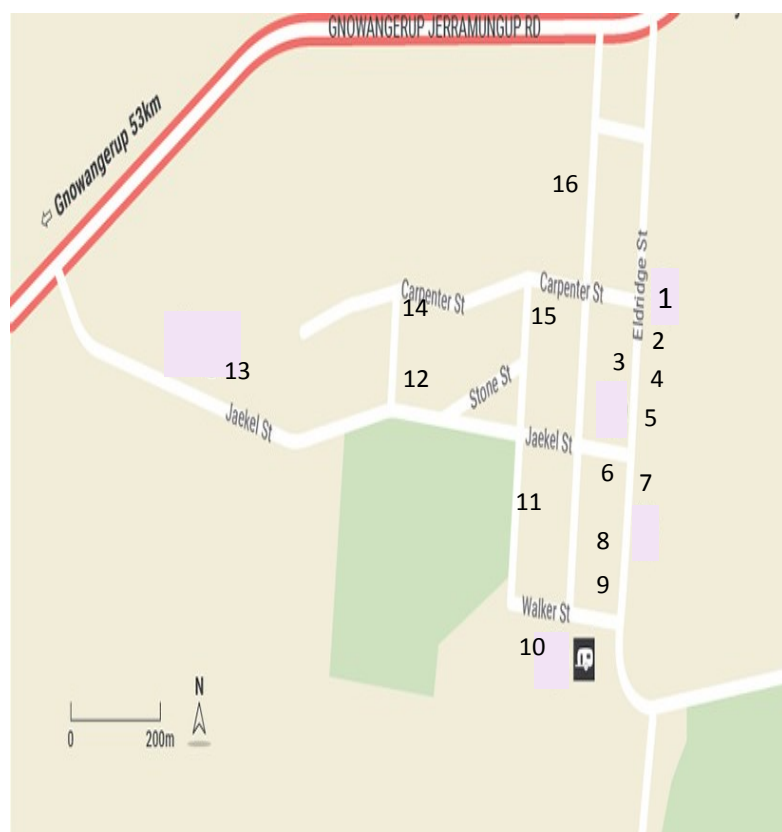 GNOWANGERUP JERRAMUNGUP RD
Gnowangerup 53km
16
Eldridge St
Carpenter St
Carpenter St
1
14
15
2
3
13
12
4
Stone St
5
Jaekel St
Jaekel St
6
7
11
8
9
Walker St
10
N
0 200m